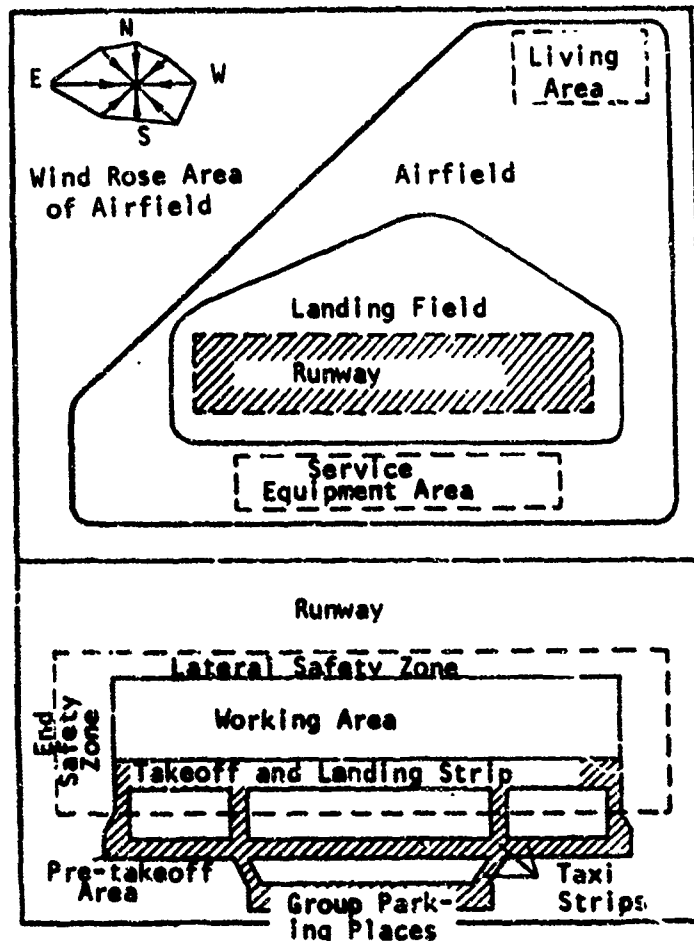 N
E
W
S
Wind Rose Area
of Airfield
Living
Area
Airfield
Landing Field
Runway
Service
Equipment Area
Runway
Lateral Safety Zone
End
Safety
Zone
Working Area
Takeoff and Landing Strip
Pre-takeoff
Area
Group Park-
ing Places
Taxi
Strips